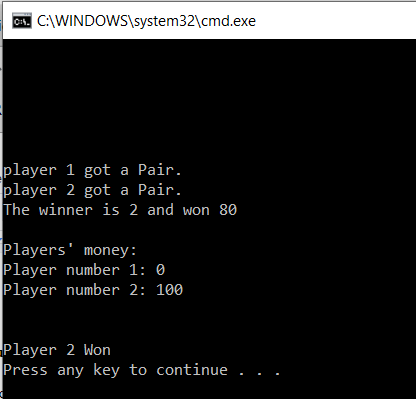 C:\WINDOWS\system32\cmd.exe
player 1 got a Pair.
player 2 got a Pair.
The winner is 2 and won 80
Players' money:
Player number 1: 0
Player number 2: 100
Player 2 Won
Press any key to continue . . .